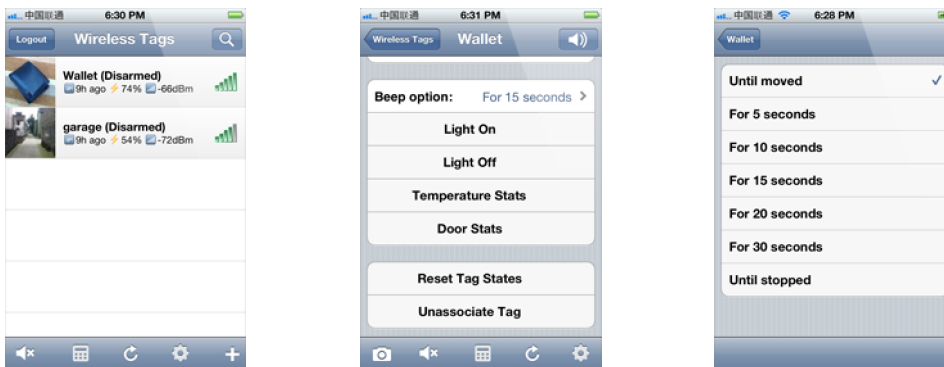 中国联通 6:30 PM
Logout Wireless Tags
Wallet (Disarmed)
9h ago 74% -66dBm
garage (Disarmed)
9h ago 54% -72dBm
中国联通 6:31 PM
Wireless Tags Wallet
Beep option: For 15 seconds
Light On
Light Off
Temperature Stats
Door Stats
Reset Tag States
Unassociate Tag
中国联通 6:28 PM
Wallet
Until moved
For 5 seconds
For 10 seconds
For 15 seconds
For 20 seconds
For 30 seconds
Until stopped